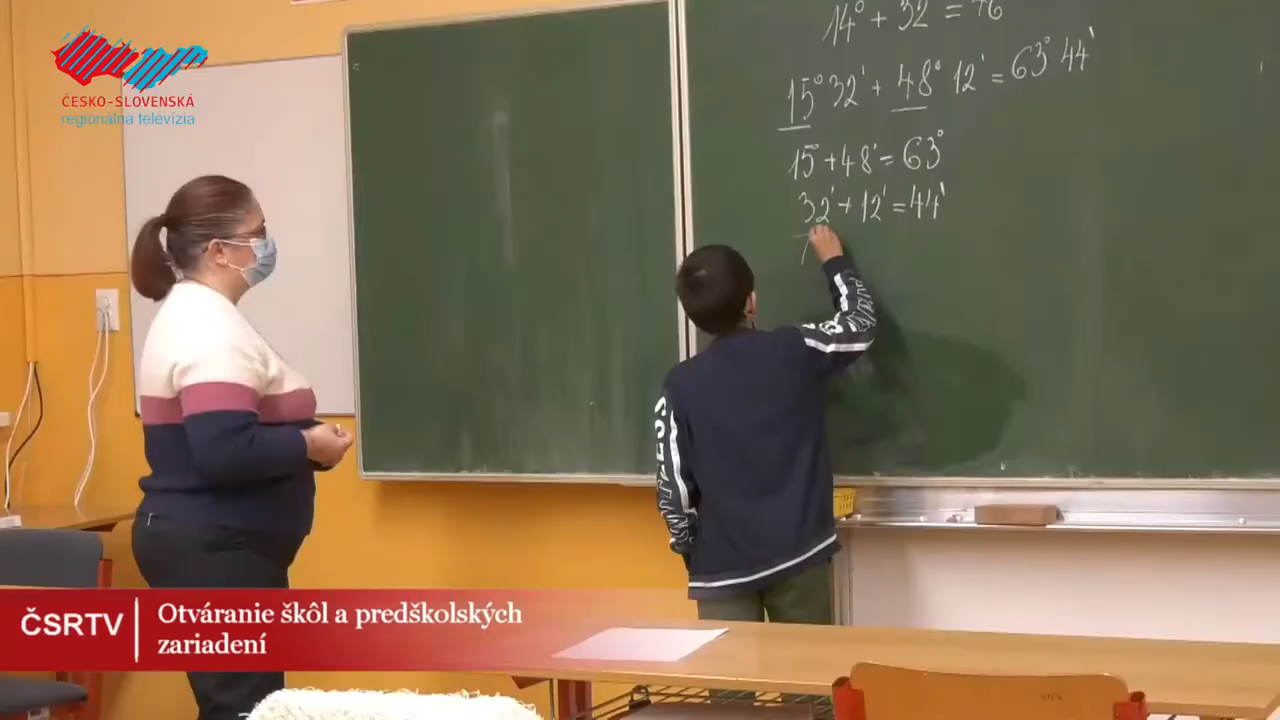 ČESKO-SLOVENSKÁ
regionálna televízia
14° + 32 = 46
15° 32' + 48° 12' = 63° 44'
15° + 48' = 63°
32' + 12' = 44'
ČSRTV
Otváranie škôl a predškolských
zariadení